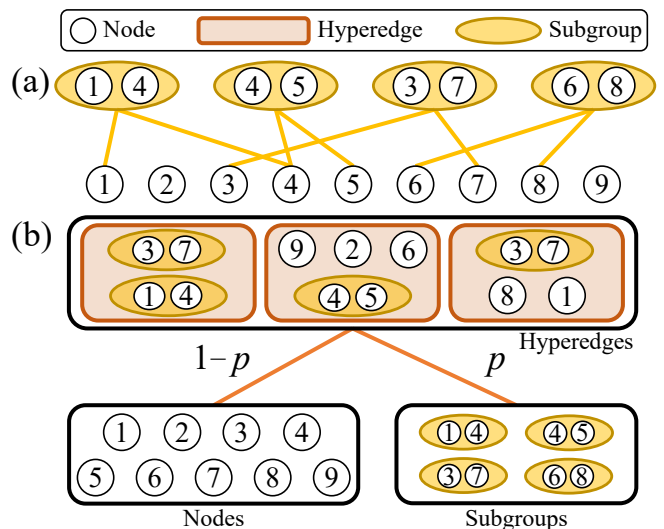 Node Hyperedge Subgroup
(a) 1 4 4 5 3 7 6 8
1 2 3 4 5 6 7 8 9
(b) 3 7 9 2 6 3 7
1 4 4 5 8 1
Hyperedges
1−p p
1 2 3 4 1 4 4 5
5 6 7 8 9 3 7 6 8
Nodes Subgroups